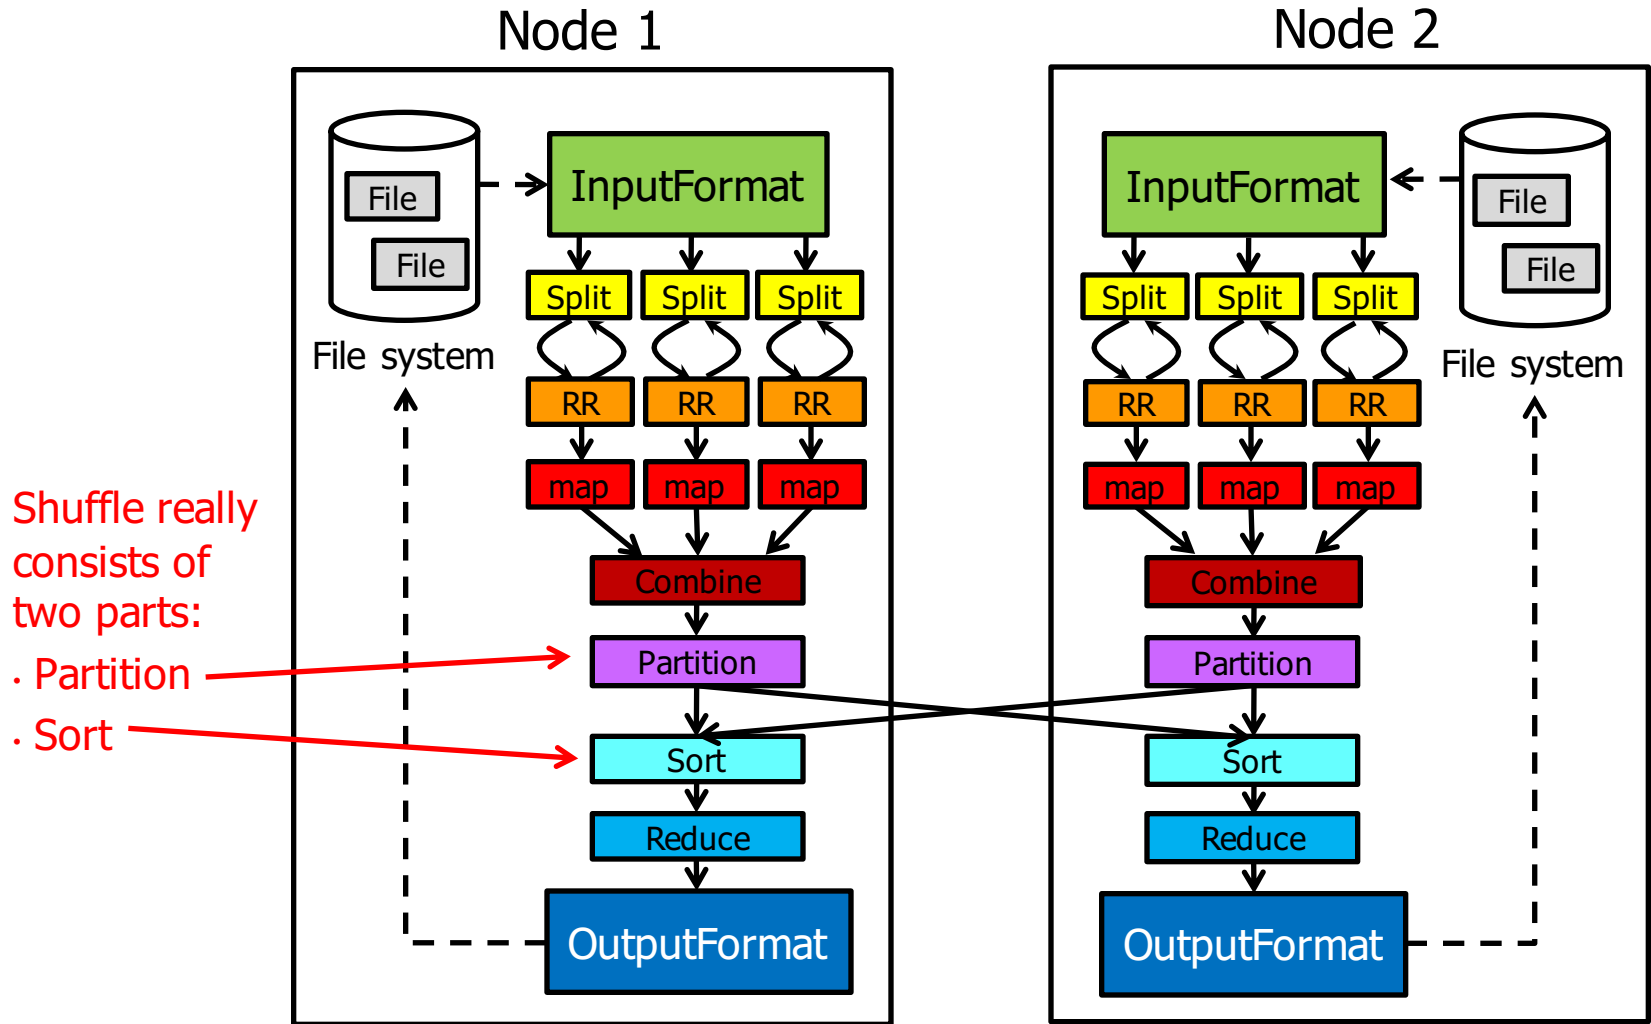 Node 1
Node 2
File
File
File system
InputFormat
Split Split Split
RR RR RR
map map map
Combine
Partition
Sort
Reduce
OutputFormat
InputFormat
Split Split Split
RR RR RR
map map map
Combine
Partition
Sort
Reduce
OutputFormat
File
File
File system
Shuffle really
consists of
two parts:
· Partition
· Sort